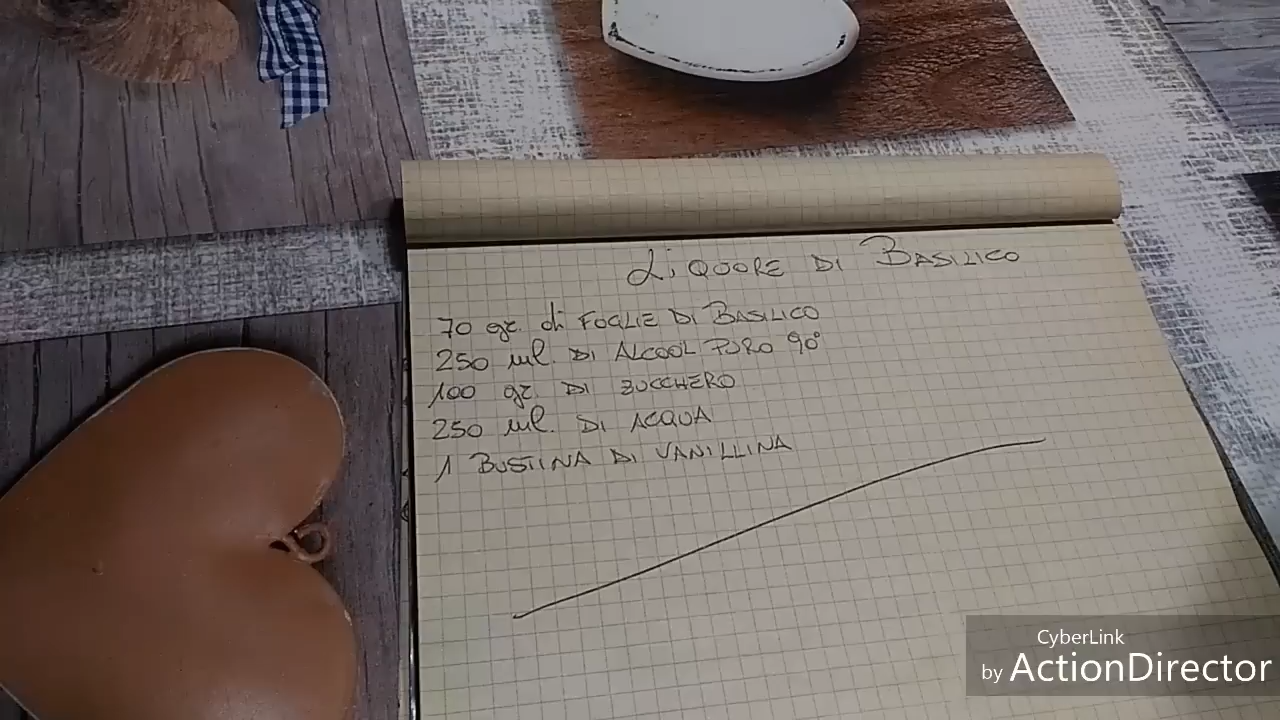 Liquore di Basilico
70 gr. di FOGLIE DI BASILICO
250 ml. DI ALCOOL PURO 90°
100 gr. DI ZUCCHERO
250 ml. DI ACQUA
1 BUSTINA DI VANILLINA
CyberLink
by ActionDirector